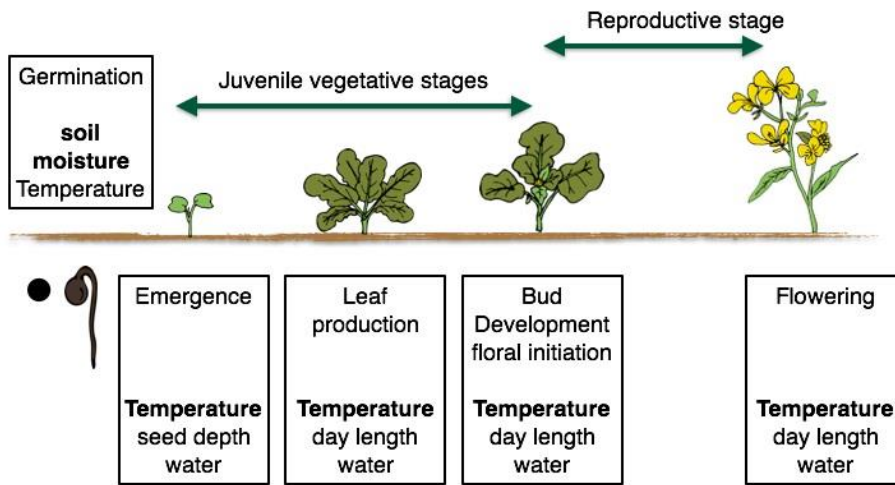 Reproductive stage
Germination
soil
moisture
Temperature
Juvenile vegetative stages
Emergence
Temperature
seed depth
water
Leaf
production
Temperature
day length
water
Bud
Development
floral initiation
Temperature
day length
water
Flowering
Temperature
day length
water